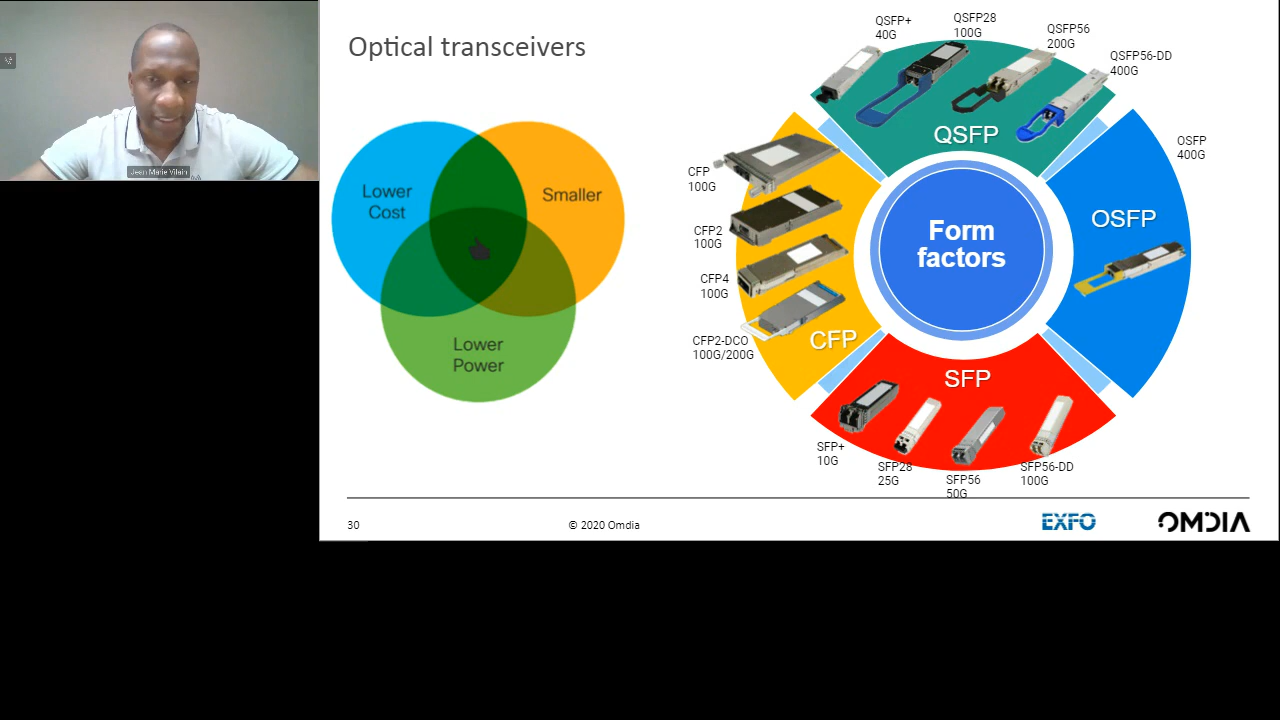 Jean Marie Vilain
Optical transceivers
Lower
Cost
Smaller
Lower
Power
QSFP+
40G
QSFP28
100G
QSFP56
200G
QSFP56-DD
400G
QSFP
OSFP
400G
OSFP
CFP
100G
CFP2
100G
CFP4
100G
CFP2-DCO
100G/200G
CFP
Form
factors
SFP
SFP+
10G
SFP28
25G
SFP56
50G
SFP56-DD
100G
30
© 2020 Omdia
EXFO
OMDIA